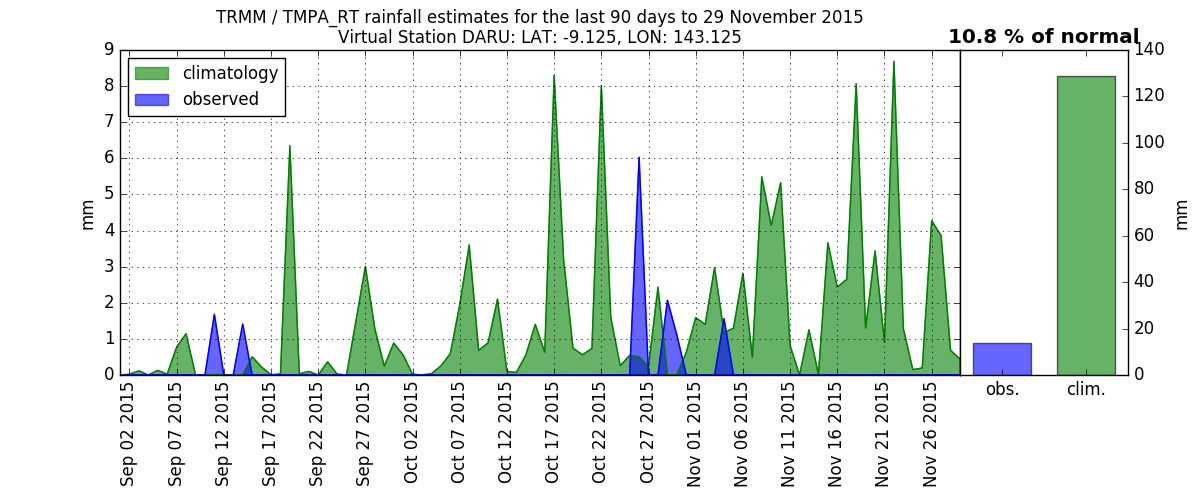 TRMM / TMPA_RT rainfall estimates for the last 90 days to 29 November 2015
Virtual Station DARU: LAT: -9.125, LON: 143.125
10.8 % of normal
climatology
observed
9
8
7
6
5
4
3
2
1
0
mm
Sep 02 2015
Sep 07 2015
Sep 12 2015
Sep 17 2015
Sep 22 2015
Sep 27 2015
Oct 02 2015
Oct 07 2015
Oct 12 2015
Oct 17 2015
Oct 22 2015
Oct 27 2015
Nov 01 2015
Nov 06 2015
Nov 11 2015
Nov 16 2015
Nov 21 2015
Nov 26 2015
140
120
100
80
60
40
20
0
mm
obs.
clim.